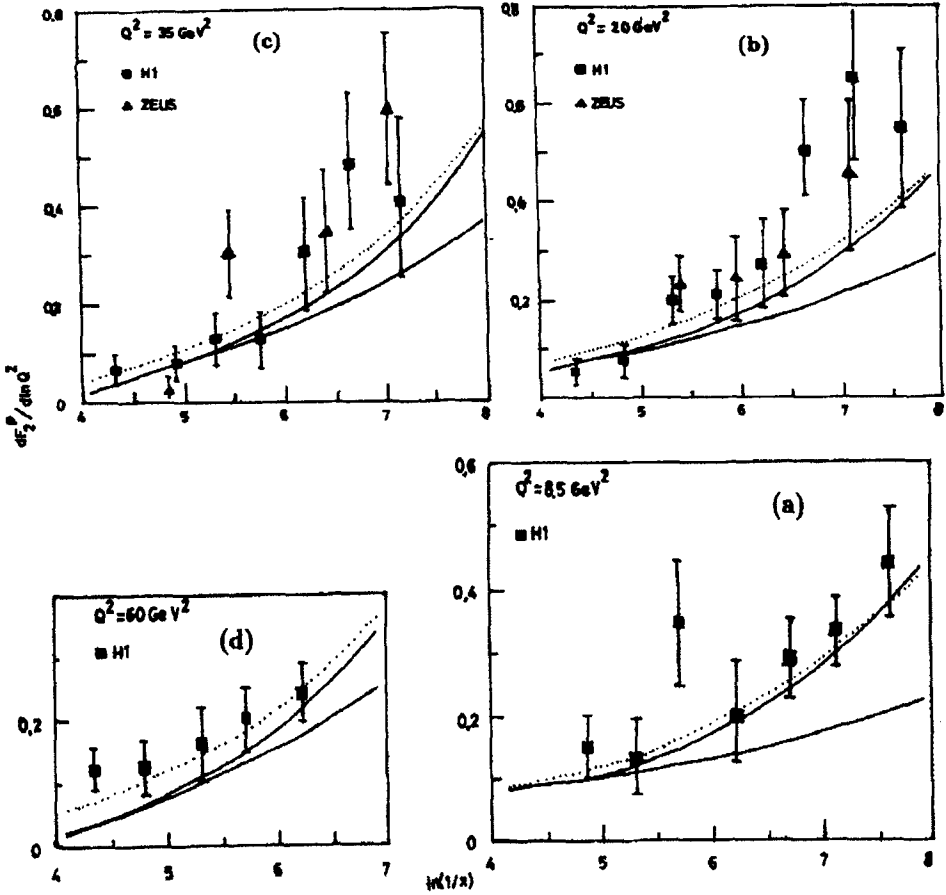 0,8
Q² = 35 GeV²
(c)
■ H1
▲ ZEUS
0,6
0,4
0,2
0
4 5 6 7 8
dF₂ᴾ/dlnQ²
0,8
Q² = 20 GeV²
(b)
■ H1
▲ ZEUS
0,6
0,4
0,2
4 5 6 7 8
0,6
Q² = 8,5 GeV²
(a)
■ H1
0,4
0,2
0
4 5 6 7 8
Q² = 60 GeV²
(d)
■ H1
0,2
0
4 5 6 7
ln(1/x)